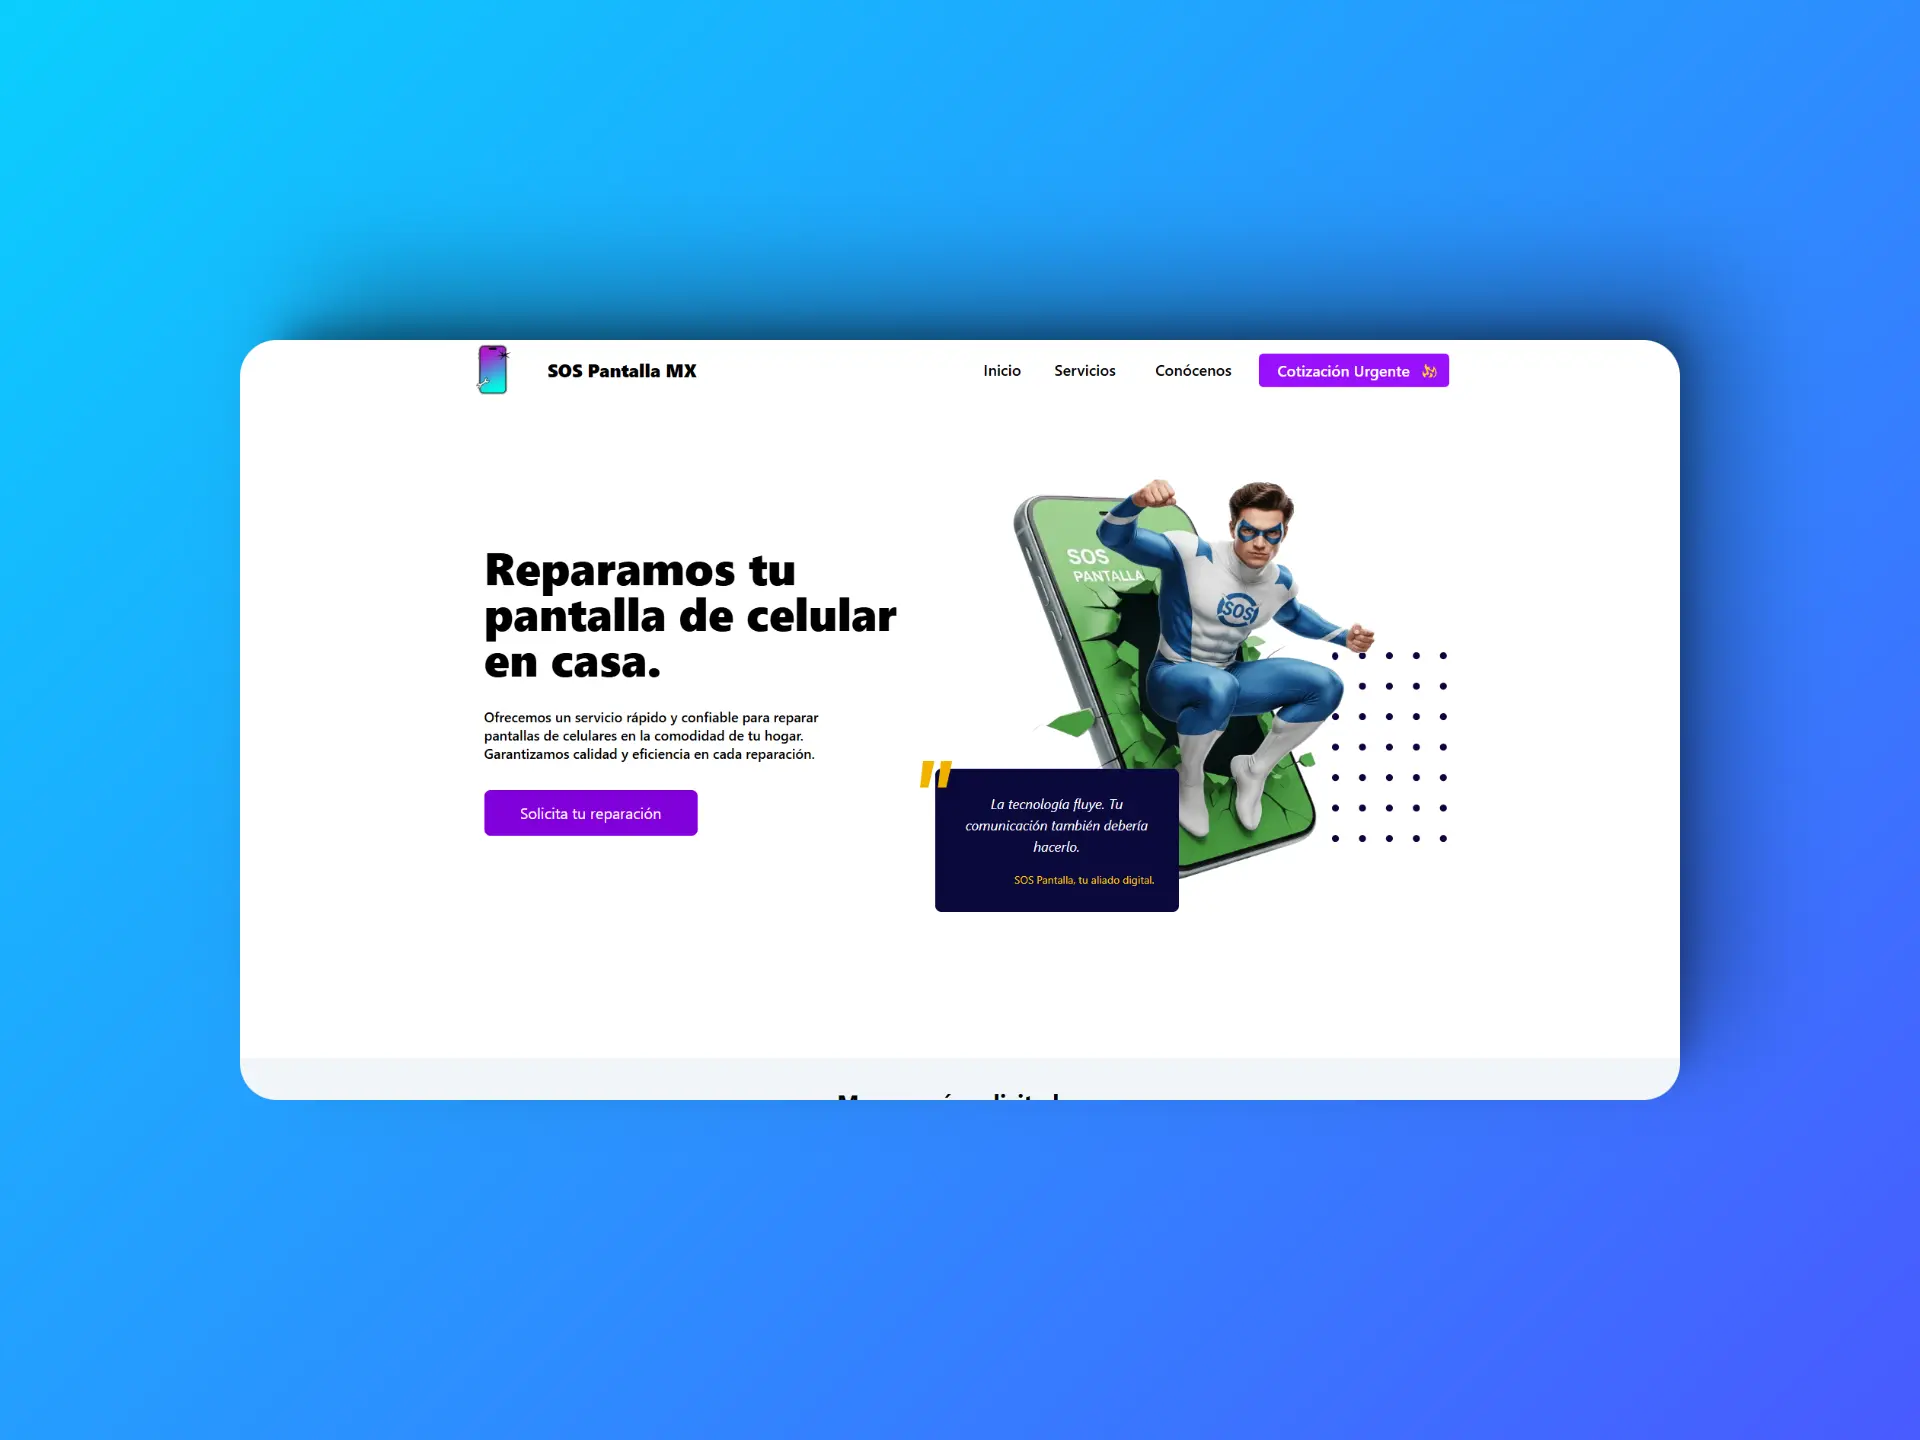 SOS Pantalla MX
Inicio
Servicios
Conócenos
Cotización Urgente
Reparamos tu
pantalla de celular
en casa.
Ofrecemos un servicio rápido y confiable para reparar
pantallas de celulares en la comodidad de tu hogar.
Garantizamos calidad y eficiencia en cada reparación.
Solicita tu reparación
SOS
PANTALLA
SOS
"
La tecnología fluye. Tu
comunicación también debería
hacerlo.
SOS Pantalla, tu aliado digital.